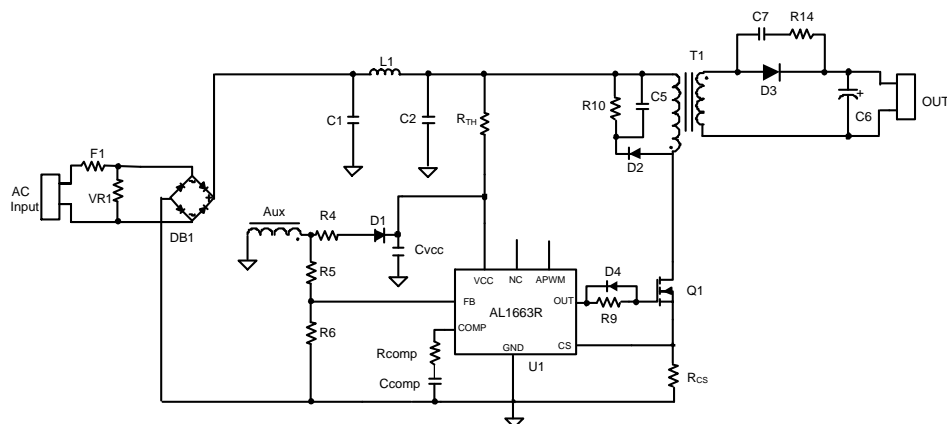 C7
R14
T1
L1
D3
C5
R10
+
C6
OUT
C1
C2
RTH
D2
F1
VR1
AC
Input
DB1
Aux
R4
D1
Cvcc
R5
VCC
NC
APWM
D4
Q1
FB
OUT
AL1663R
R9
R6
COMP
CS
GND
U1
Rcomp
Ccomp
RCS